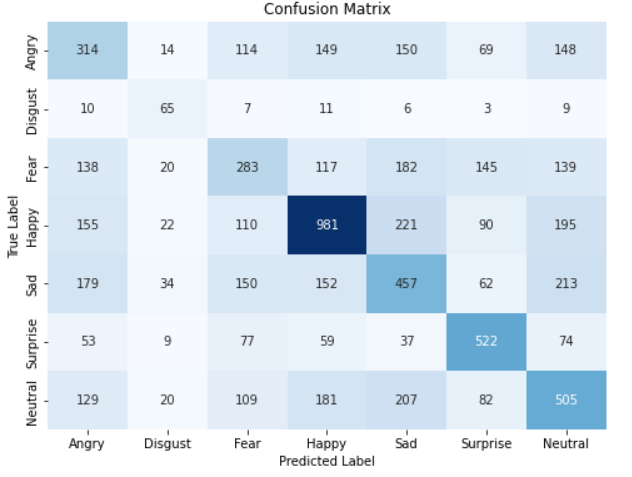 Confusion Matrix
True Label
Angry 314 14 114 149 150 69 148
Disgust 10 65 7 11 6 3 9
Fear 138 20 283 117 182 145 139
Happy 155 22 110 981 221 90 195
Sad 179 34 150 152 457 62 213
Surprise 53 9 77 59 37 522 74
Neutral 129 20 109 181 207 82 505
Angry Disgust Fear Happy Sad Surprise Neutral
Predicted Label